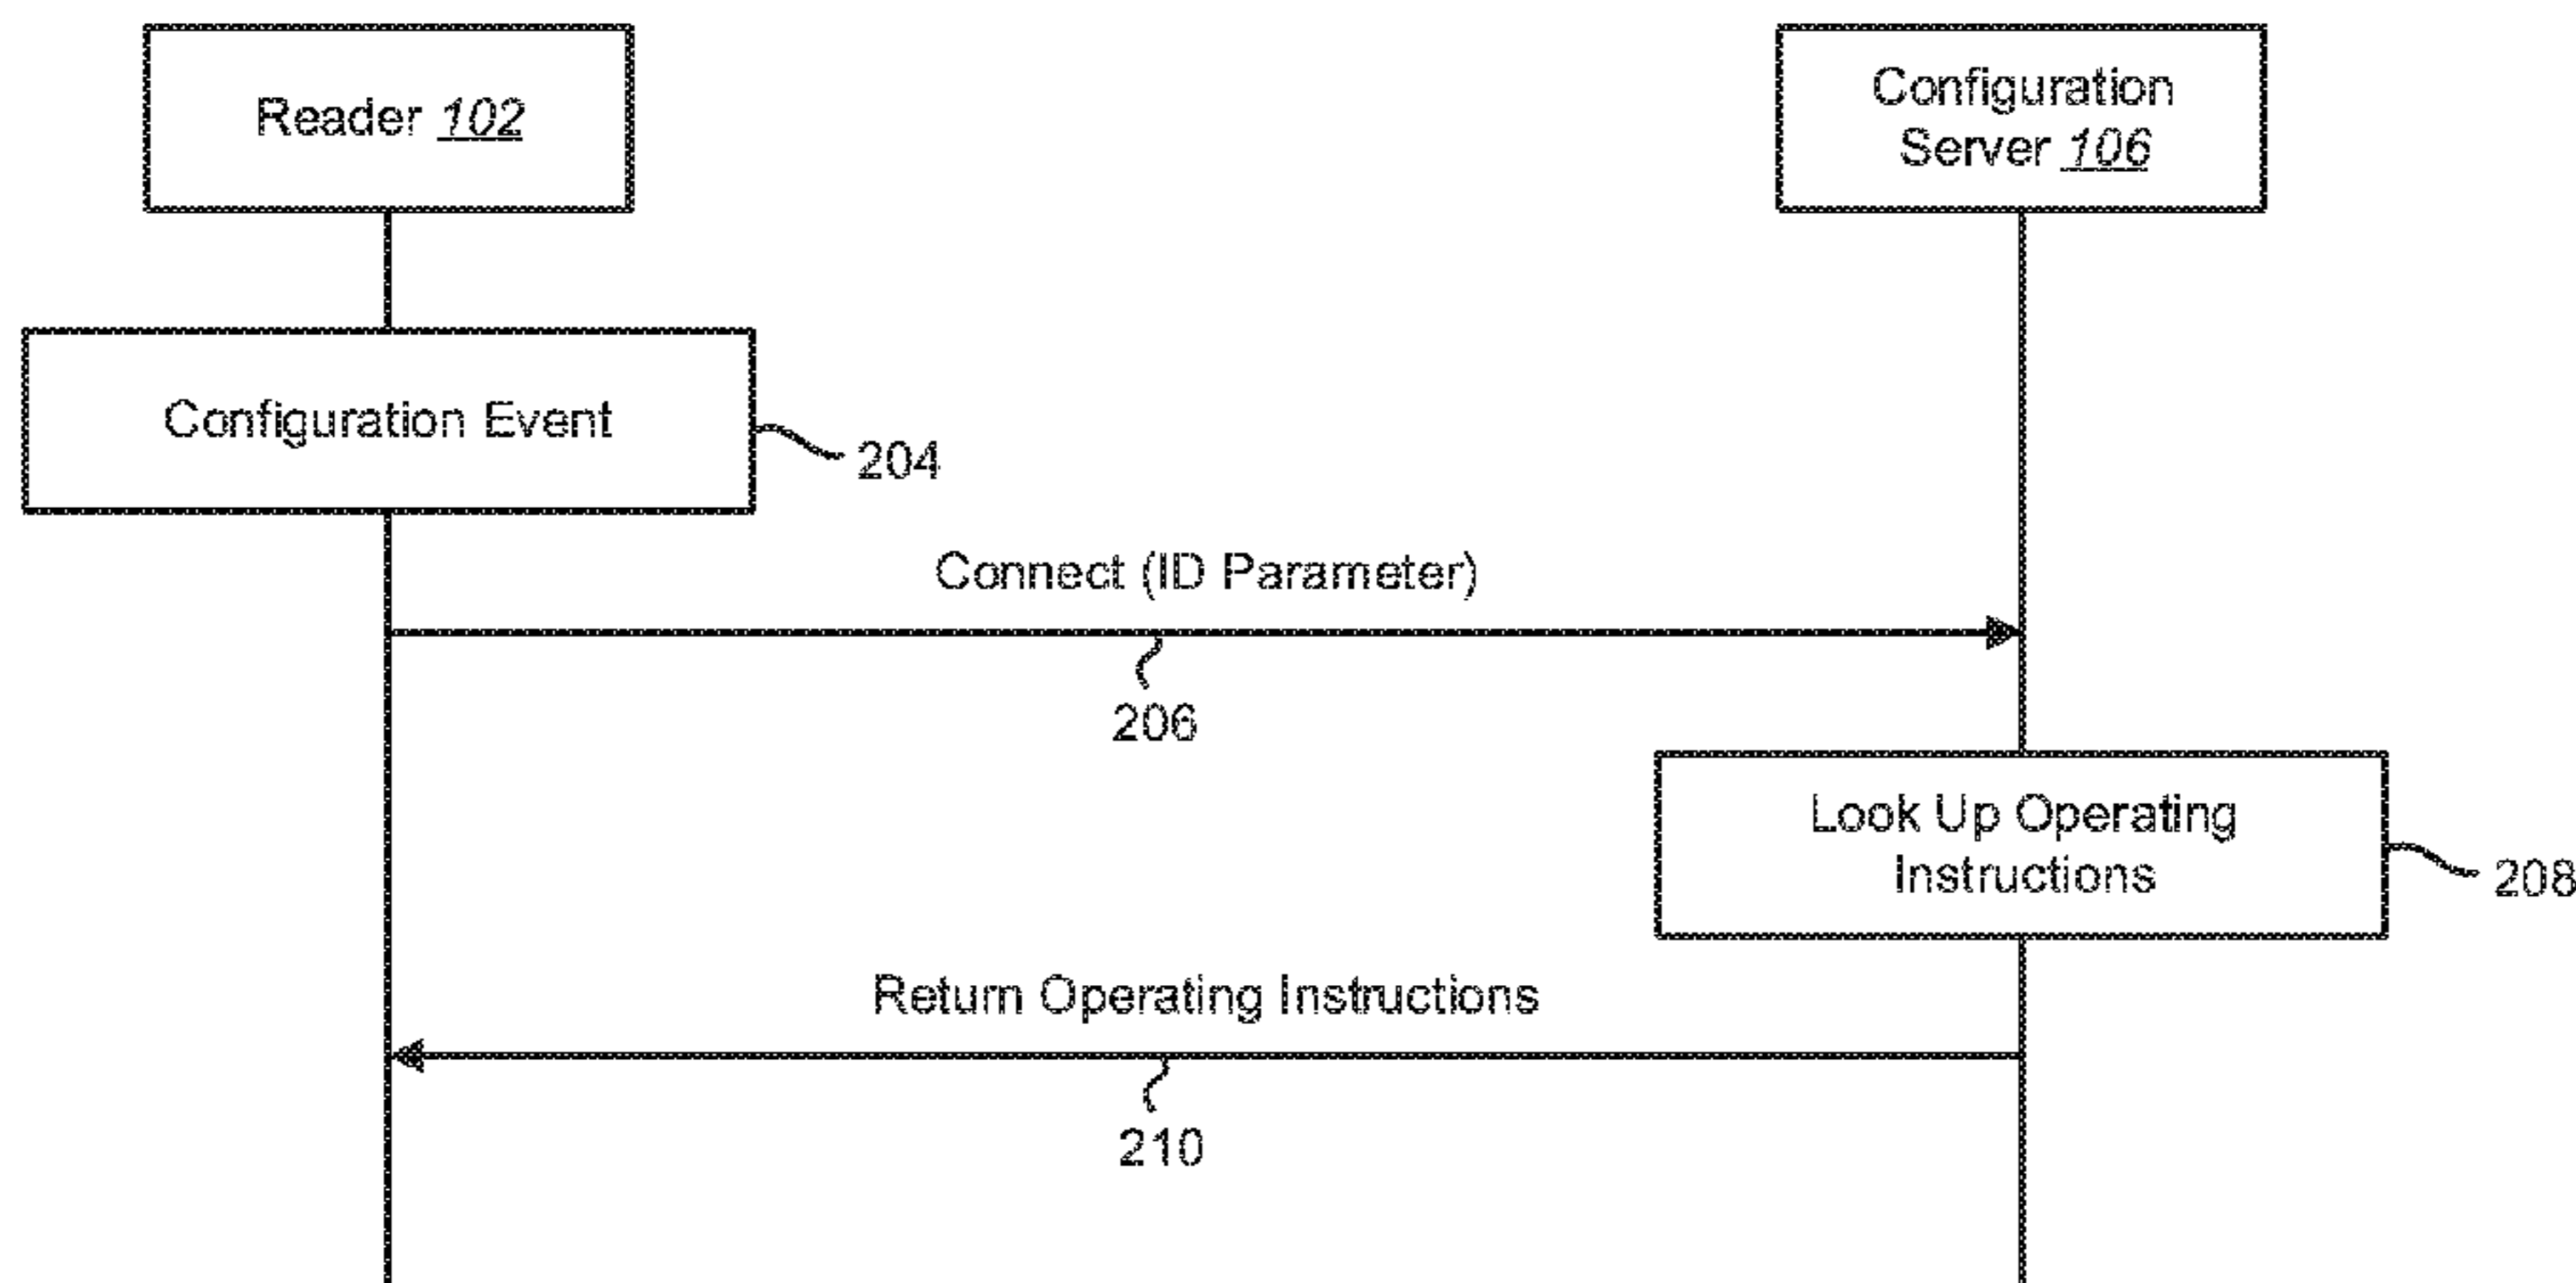 Reader 102
Configuration
Server 106
Configuration Event
204
Connect (ID Parameter)
206
Look Up Operating
Instructions
208
Return Operating Instructions
210